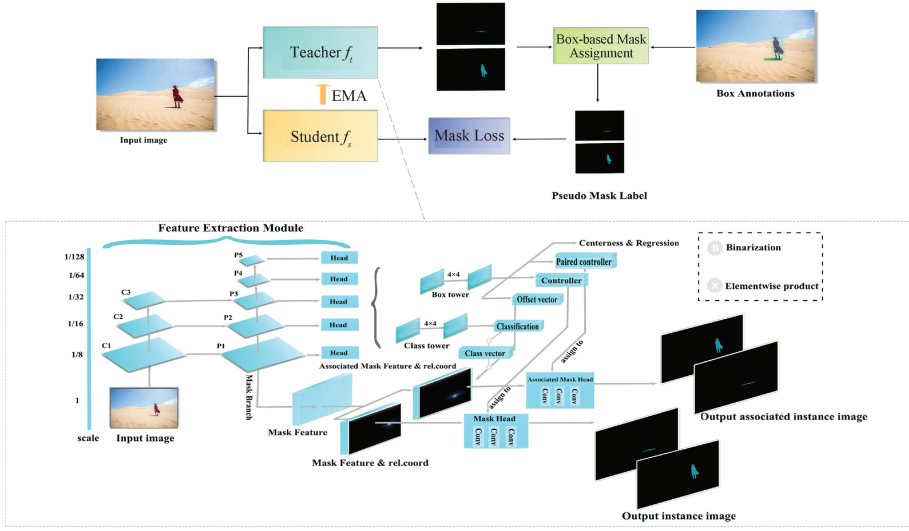 Teacher ft
EMA
Student fs
Input image
Box-based Mask
Assignment
Mask Loss
Box Annotations
Pseudo Mask Label
Feature Extraction Module
1/128
1/64
1/32
1/16
1/8
1
scale
C3
C2
C1
P5
P4
P3
P2
P1
Head
Head
Head
Head
Head
Input image
Mask Branch
Mask Feature
Mask Feature & rel.coord
Associated Mask Feature & rel.coord
4×4
Box tower
4×4
Class tower
Centerness & Regression
Paired controller
Controller
Offset vector
Classification
Class vector
assign to
assign to
Associated Mask Head
Conv
Conv
Conv
Mask Head
Conv
Conv
Conv
Output associated instance image
Output instance image
B Binarization
Elementwise product